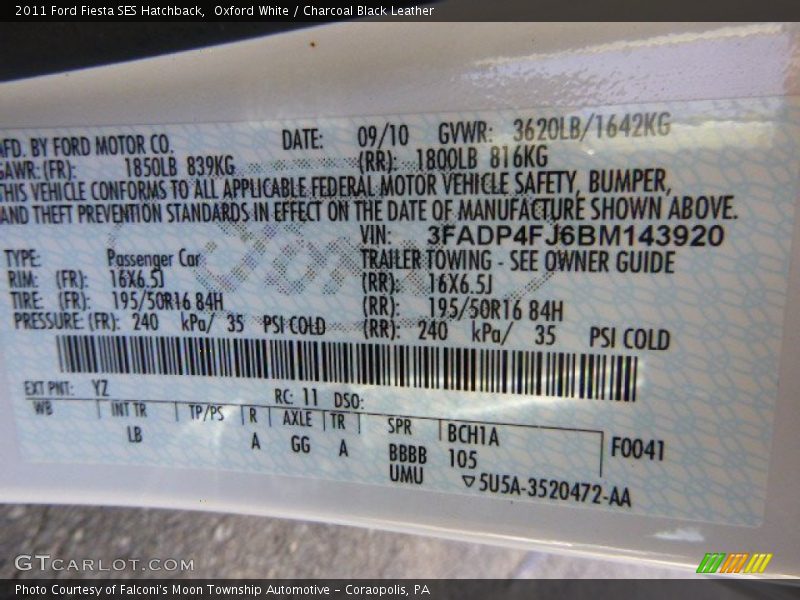 2011 Ford Fiesta SES Hatchback,  Oxford White / Charcoal Black Leather
MFD. BY FORD MOTOR CO. DATE: 09/10 GVWR: 3620LB/1642KG
GAWR:(FR): 1850LB 839KG (RR): 1800LB 816KG
THIS VEHICLE CONFORMS TO ALL APPLICABLE FEDERAL MOTOR VEHICLE SAFETY, BUMPER,
AND THEFT PREVENTION STANDARDS IN EFFECT ON THE DATE OF MANUFACTURE SHOWN ABOVE.
VIN: 3FADP4FJ6BM143920
TYPE: Passenger Car TRAILER TOWING - SEE OWNER GUIDE
RIM: (FR): 16X6.5J (RR): 16X6.5J
TIRE: (FR): 195/50R16 84H (RR): 195/50R16 84H
PRESSURE:(FR): 240 kPa/ 35 PSI COLD (RR): 240 kPa/ 35 PSI COLD
EXT PNT: YZ RC: 11 DSO:
WB INT TR TP/PS R AXLE TR SPR BCH1A F0041
LB A GG A BBBB 105
UMU ▽5U5A-3520472-AA
GTCARLOT.COM
Photo Courtesy of Falconi's Moon Township Automotive – Coraopolis, PA